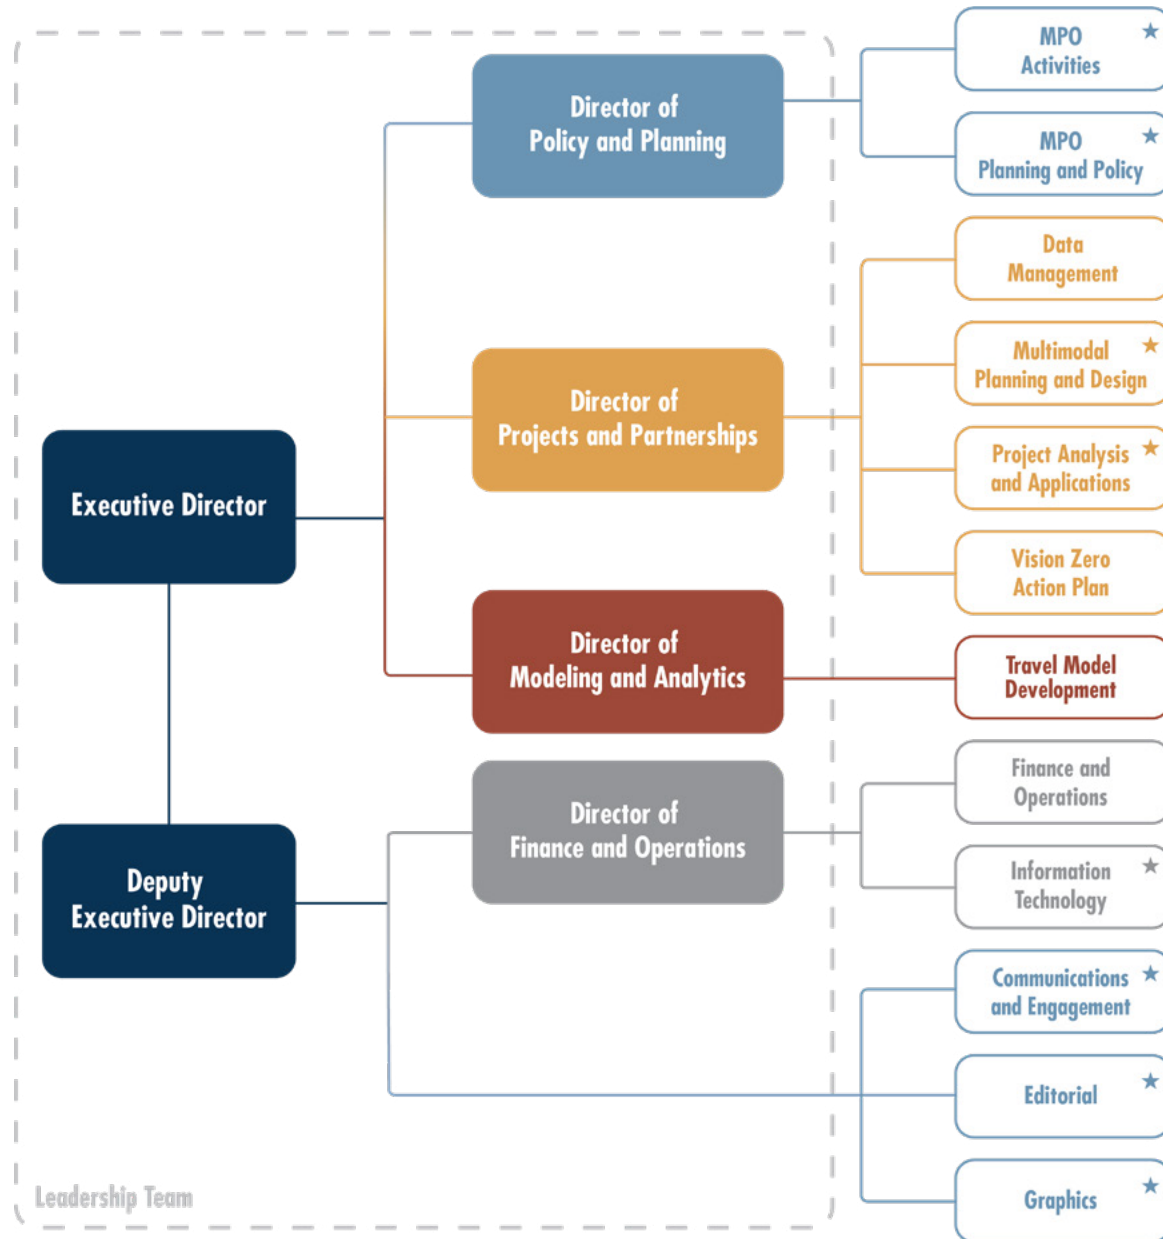 Director of
Policy and Planning
MPO
Activities
MPO
Planning and Policy
Data
Management
Director of
Projects and Partnerships
Multimodal
Planning and Design
Project Analysis
and Applications
Executive Director
Vision Zero
Action Plan
Director of
Modeling and Analytics
Travel Model
Development
Director of
Finance and Operations
Finance and
Operations
Information
Technology
Deputy
Executive Director
Communications
and Engagement
Editorial
Graphics
Leadership Team